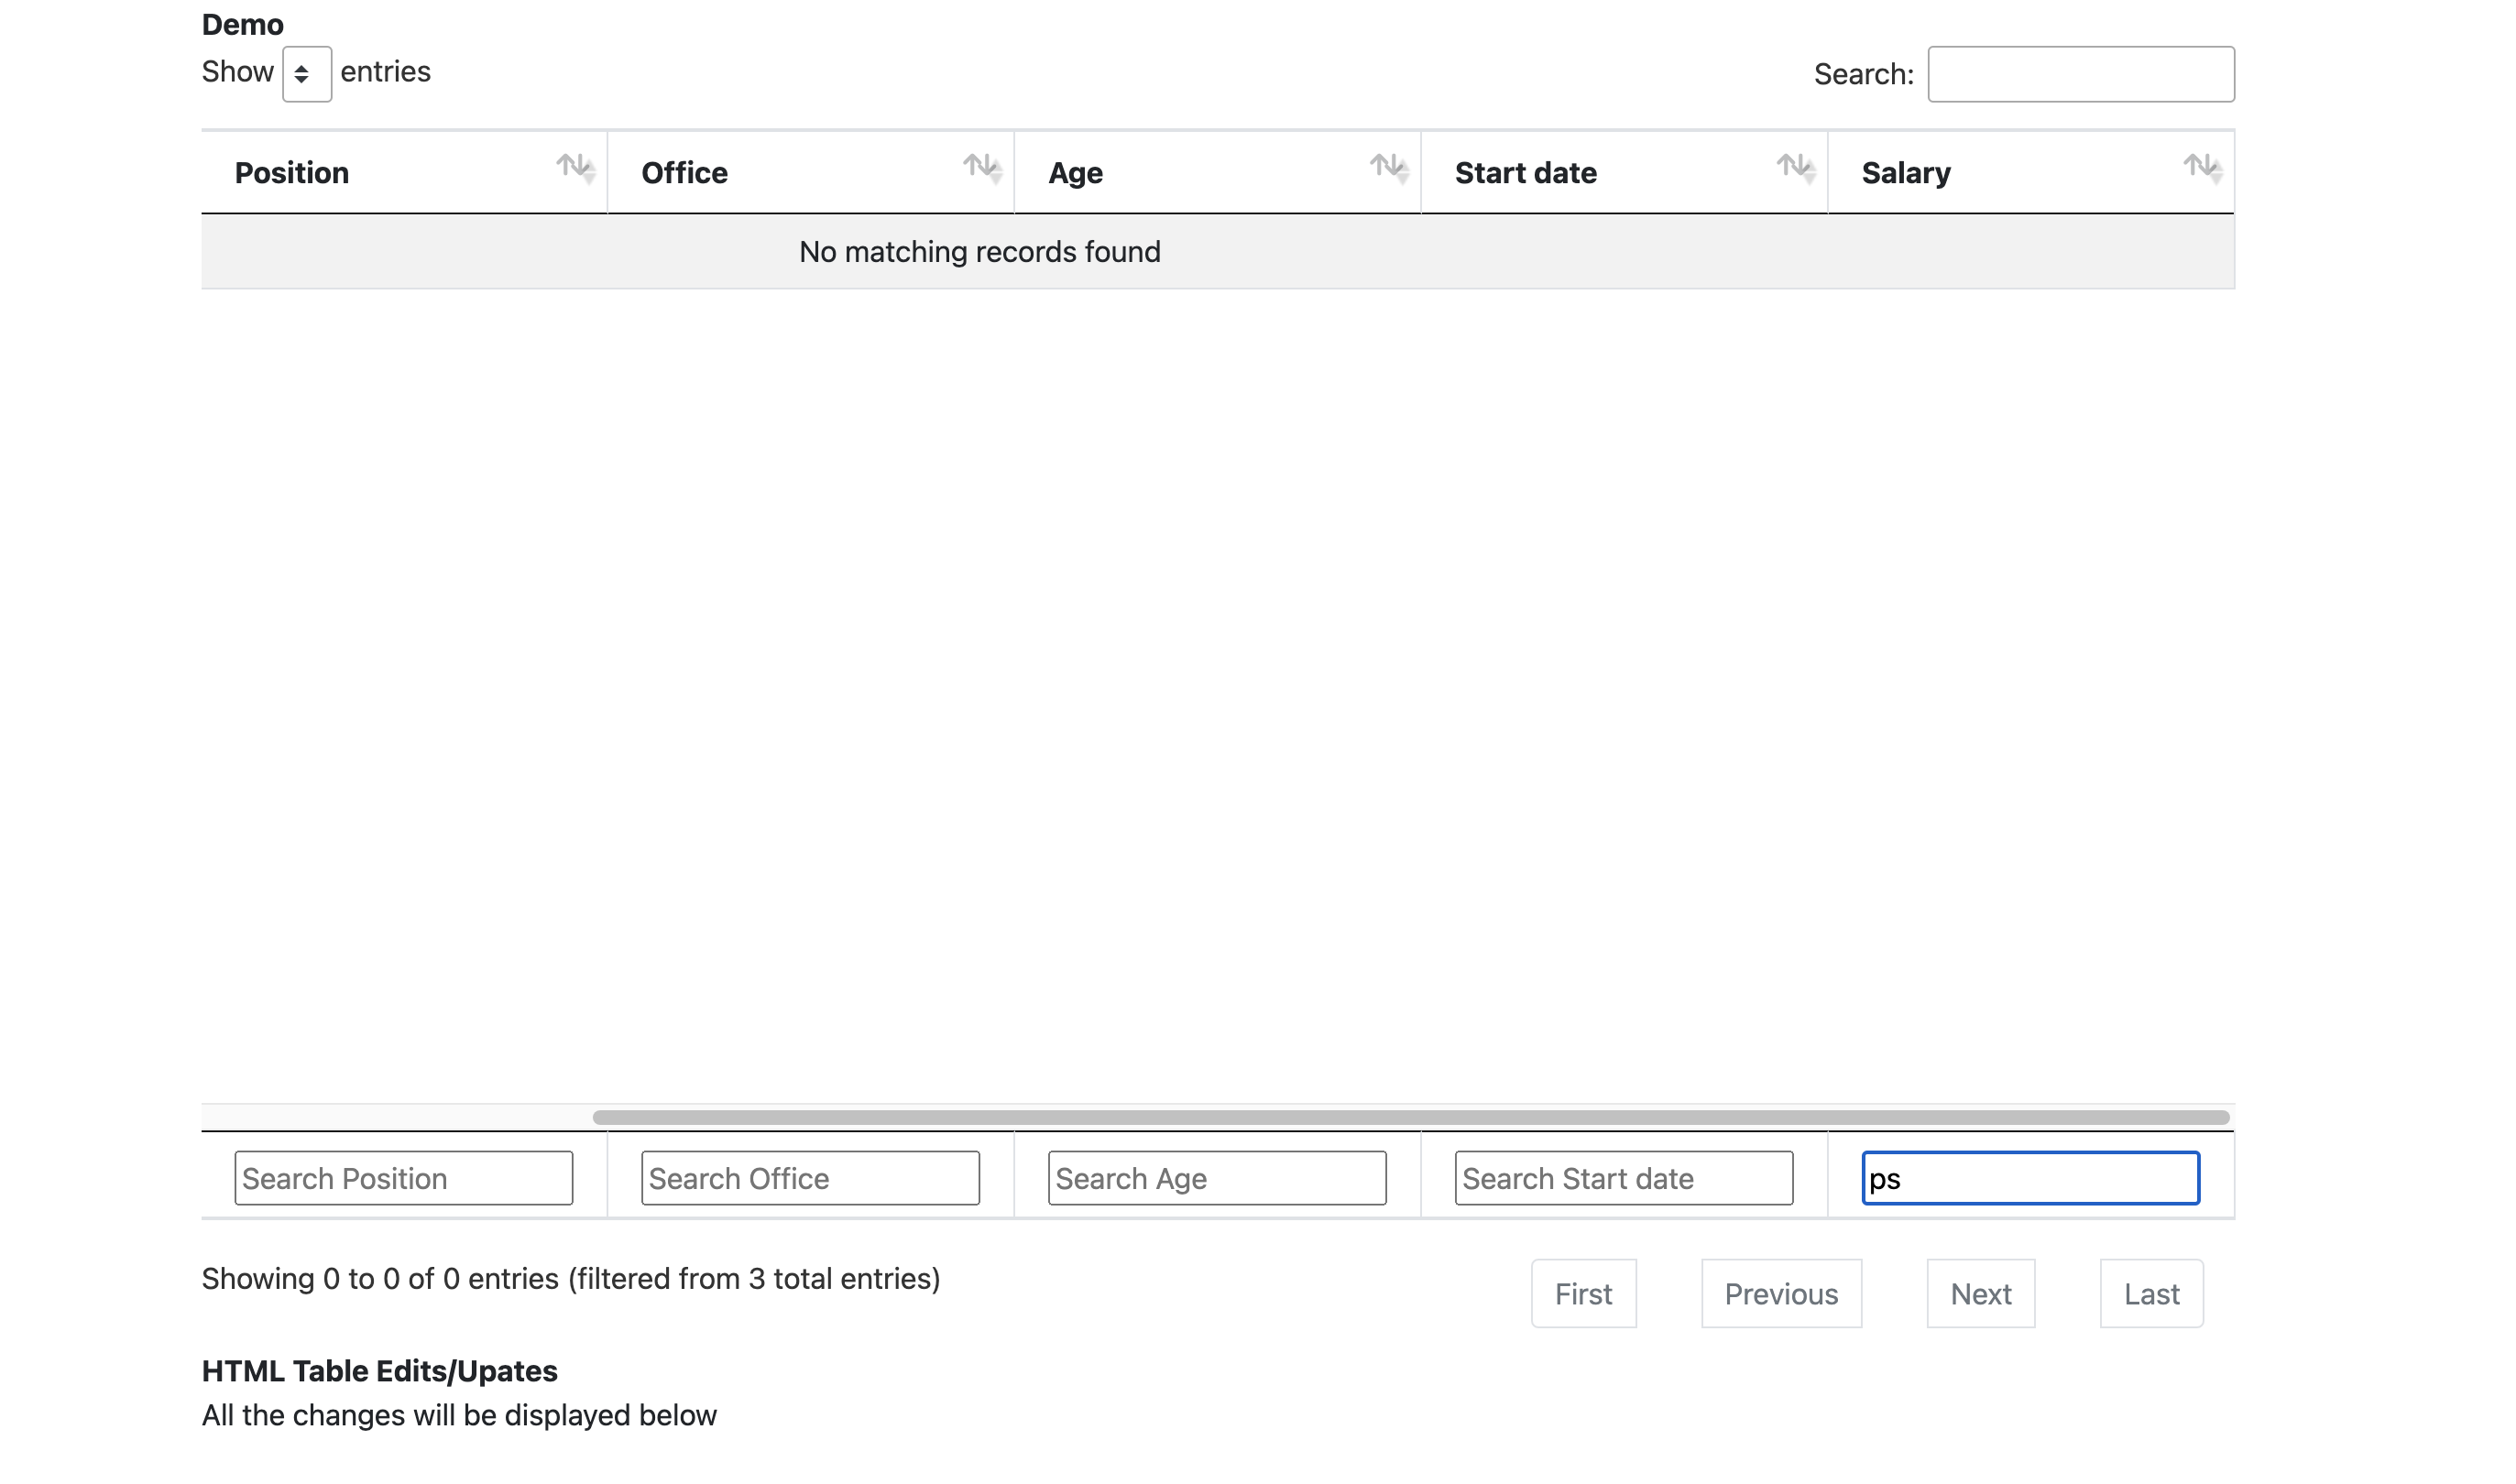 Demo
Show entries
Search:
Position Office Age Start date Salary
No matching records found
Search Position Search Office Search Age Search Start date ps
Showing 0 to 0 of 0 entries (filtered from 3 total entries)
First Previous Next Last
HTML Table Edits/Upates
All the changes will be displayed below